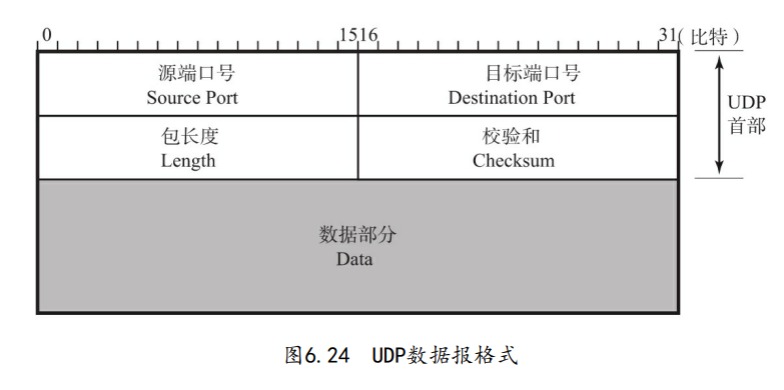 0 1516 31(比特)
源端口号 目标端口号
Source Port Destination Port
UDP
首部
包长度 校验和
Length Checksum
数据部分
Data
图6.24 UDP数据报格式